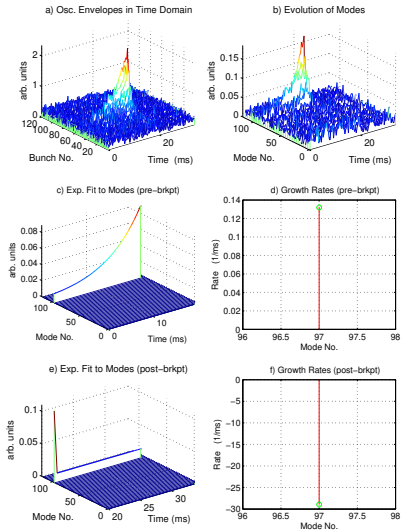 a) Osc. Envelopes in Time Domain
arb. units
2
1
0
120
100
80
60
40
20
0
20
Bunch No.
Time (ms)
b) Evolution of Modes
arb. units
0.15
0.1
0.05
0
100
50
0
0
20
Mode No.
Time (ms)
c) Exp. Fit to Modes (pre-brkpt)
arb. units
0.08
0.06
0.04
0.02
0
100
50
0
0
10
Mode No.
Time (ms)
d) Growth Rates (pre-brkpt)
Rate (1/ms)
0.14
0.12
0.1
0.08
0.06
0.04
0.02
0
96 96.5 97 97.5 98
Mode No.
e) Exp. Fit to Modes (post-brkpt)
arb. units
0.1
0.05
0
100
50
0
20
25
30
Mode No.
Time (ms)
f) Growth Rates (post-brkpt)
Rate (1/ms)
0
−5
−10
−15
−20
−25
−30
96 96.5 97 97.5 98
Mode No.